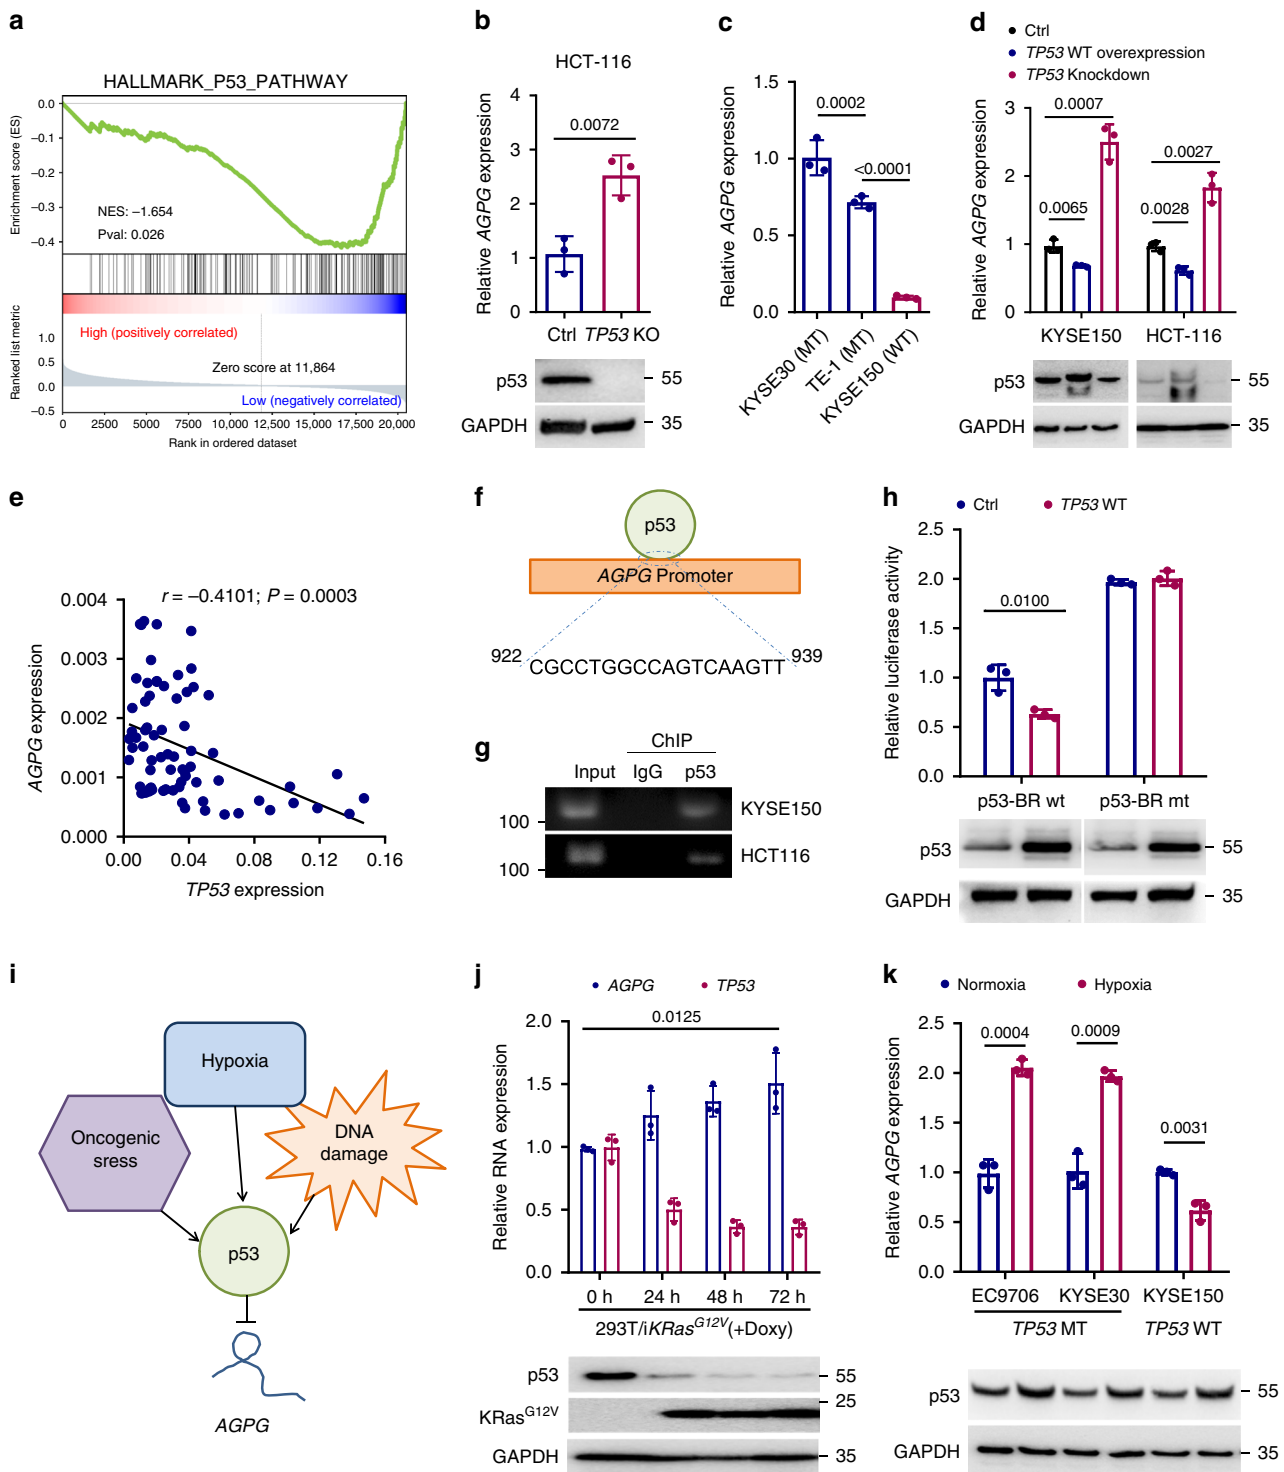 a
HALLMARK_P53_PATHWAY
Enrichment score (ES)
0.0
–0.1
–0.2
–0.3
–0.4
NES: –1.654
Pval: 0.026
Ranked list metric
High (positively correlated)
1.0
0.5
0.0
–0.5
Zero score at 11,864
Low (negatively correlated)
0 2500 5000 7500 10,000 12,500 15,000 17,500 20,000
Rank in ordered dataset
b
HCT-116
Relative AGPG expression
4
3
2
1
0
0.0072
Ctrl TP53 KO
p53
55
GAPDH
35
c
Relative AGPG expression
1.5
1.0
0.5
0.0
0.0002
<0.0001
KYSE30 (MT)
TE-1 (MT)
KYSE150 (WT)
d
Ctrl
TP53 WT overexpression
TP53 Knockdown
Relative AGPG expression
3
2
1
0
0.0007
0.0065
0.0027
0.0028
KYSE150 HCT-116
p53
55
GAPDH
35
e
r = –0.4101; P = 0.0003
AGPG expression
0.004
0.003
0.002
0.001
0.000
0.00 0.04 0.08 0.12 0.16
TP53 expression
f
p53
AGPG Promoter
922 CGCCTGGCCAGTCAAGTT 939
g
ChIP
Input IgG p53
100
KYSE150
100
HCT116
h
Ctrl TP53 WT
Relative luciferase activity
2.5
2.0
1.5
1.0
0.5
0.0
0.0100
p53-BR wt p53-BR mt
p53
55
GAPDH
35
i
Hypoxia
Oncogenic
sress
DNA
damage
p53
AGPG
j
AGPG TP53
Relative RNA expression
2.0
1.5
1.0
0.5
0.0
0.0125
0 h 24 h 48 h 72 h
293T/iKRasG12V(+Doxy)
p53
55
25
KRasG12V
GAPDH
35
k
Normoxia Hypoxia
Relative AGPG expression
2.5
2.0
1.5
1.0
0.5
0.0
0.0004
0.0009
0.0031
EC9706 KYSE30 KYSE150
TP53 MT TP53 WT
p53
55
GAPDH
35